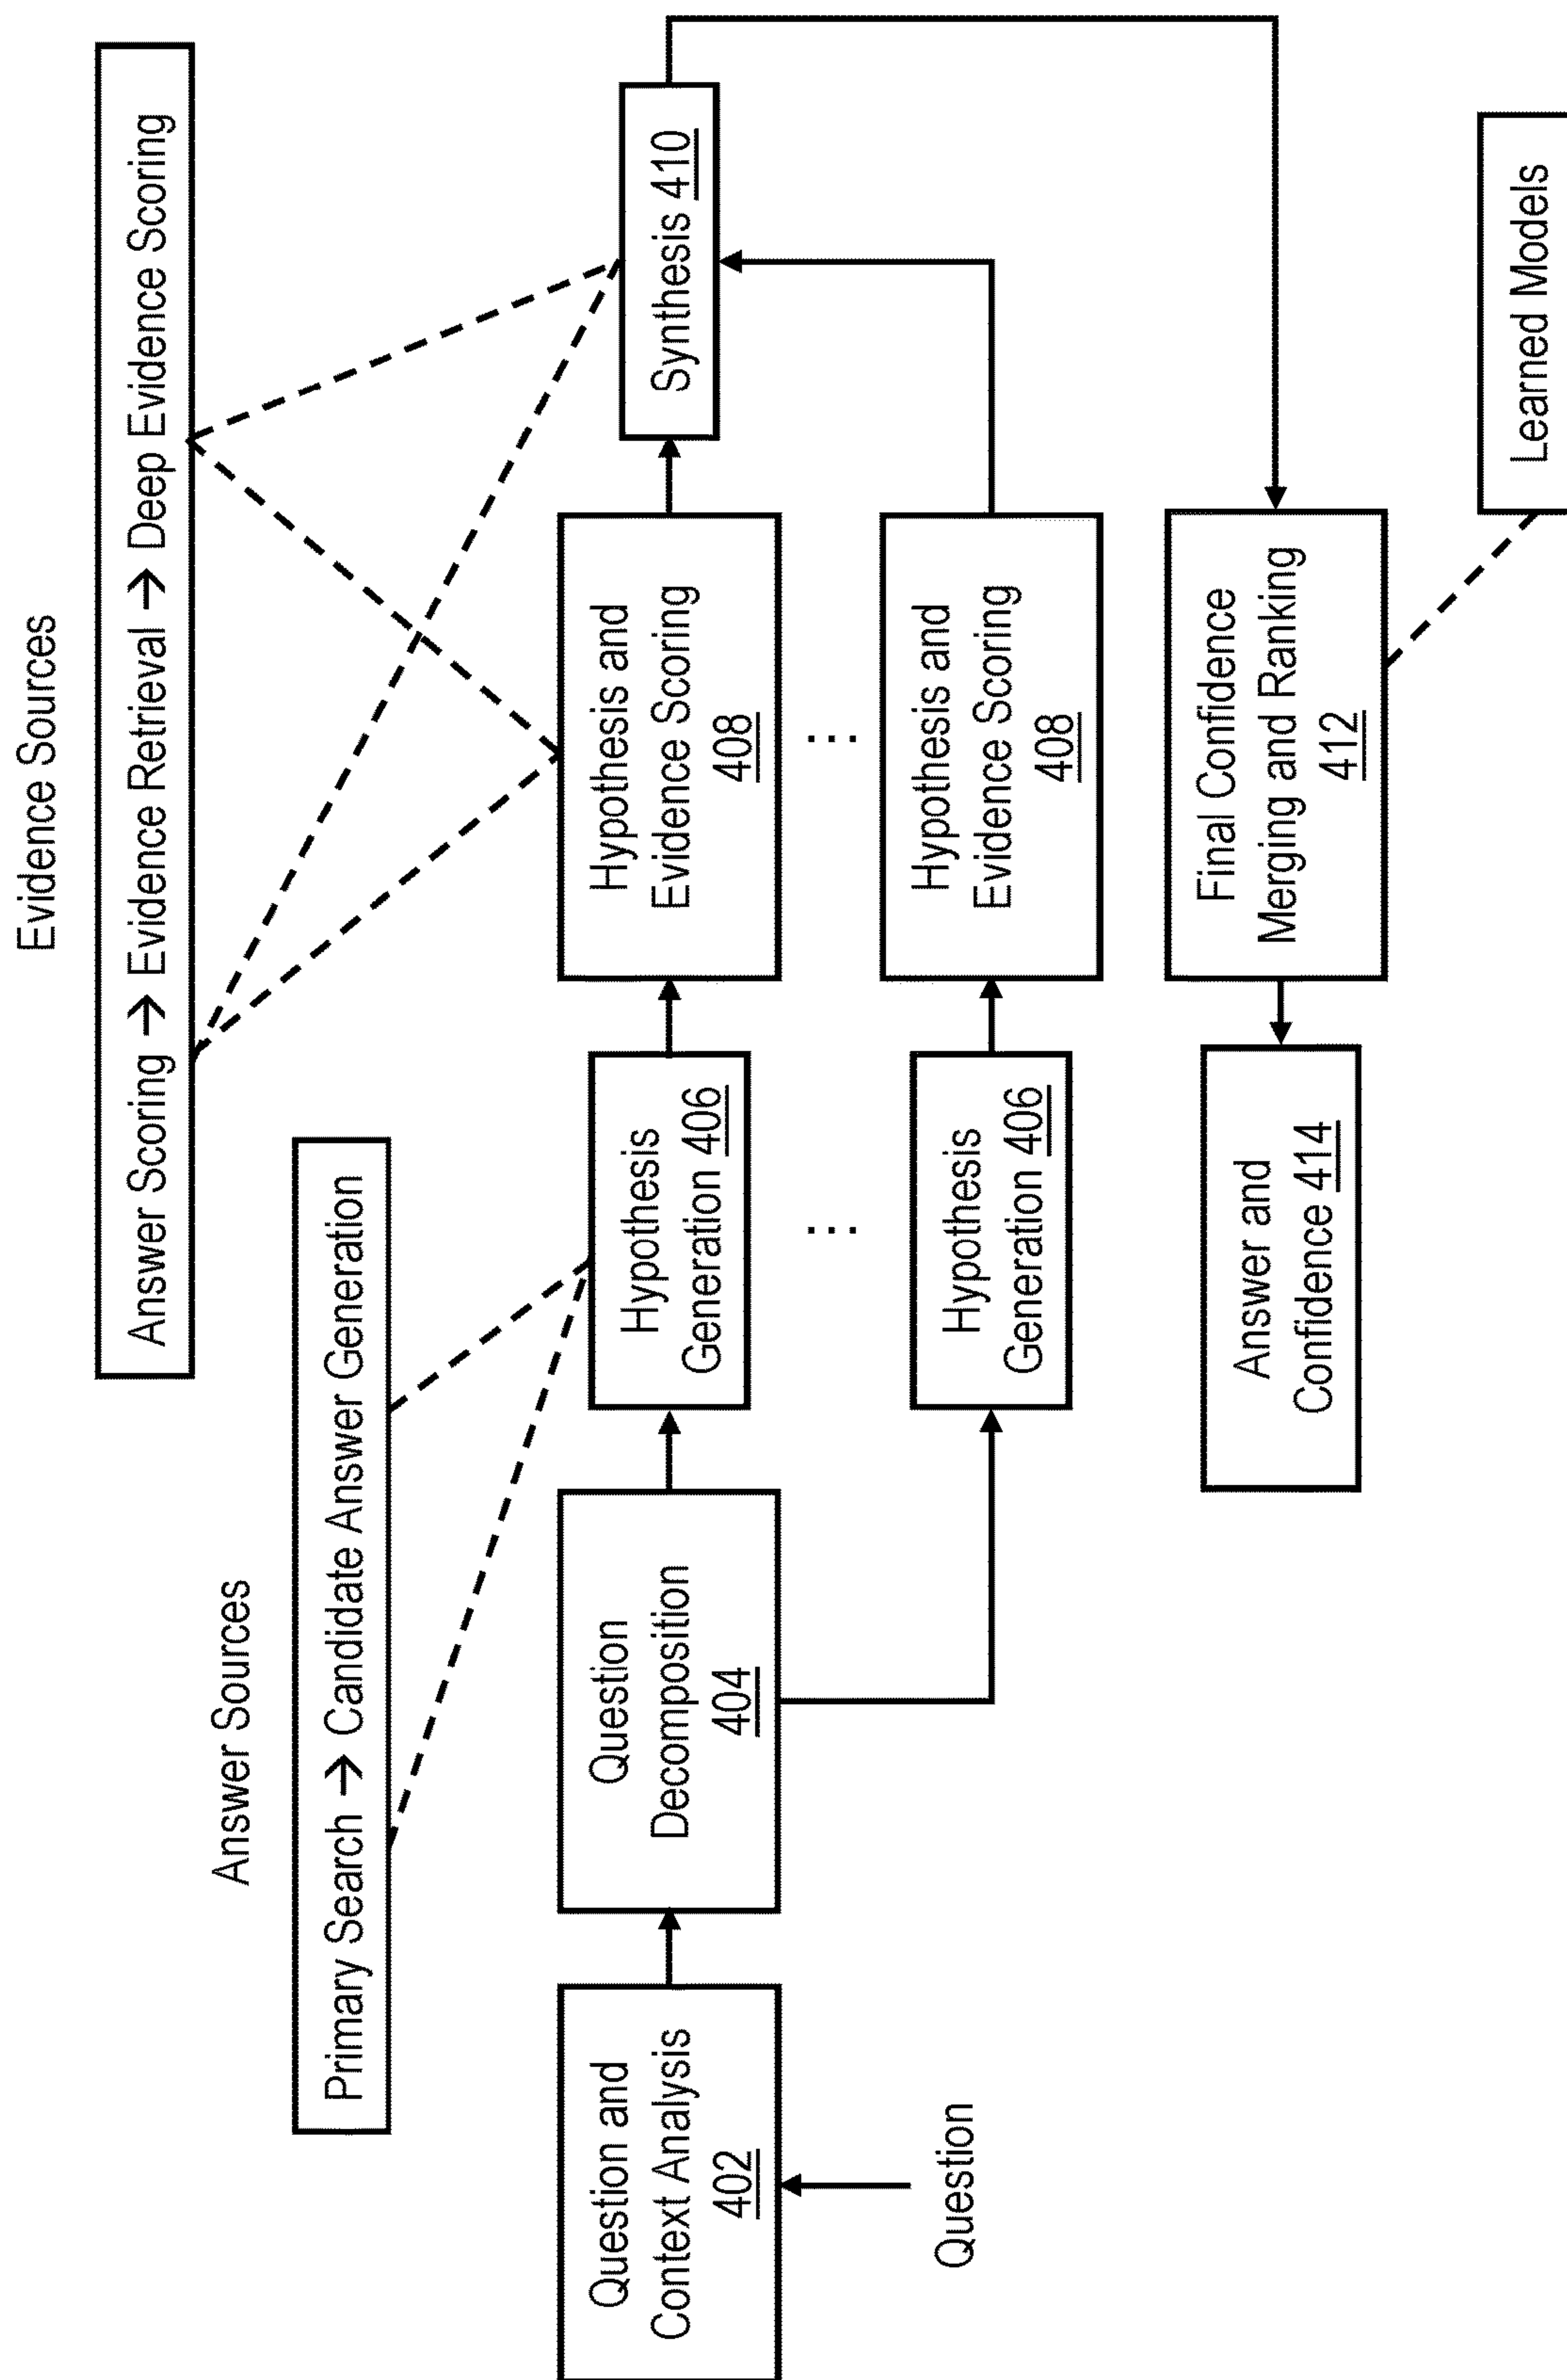 Evidence Sources
Answer Scoring → Evidence Retrieval → Deep Evidence Scoring
Answer Sources
Primary Search → Candidate Answer Generation
Question and
Context Analysis
402
Question
Question
Decomposition
404
Hypothesis
Generation 406
Hypothesis and
Evidence Scoring
408
Synthesis 410
...
...
Hypothesis
Generation 406
Hypothesis and
Evidence Scoring
408
Answer and
Confidence 414
Final Confidence
Merging and Ranking
412
Learned Models